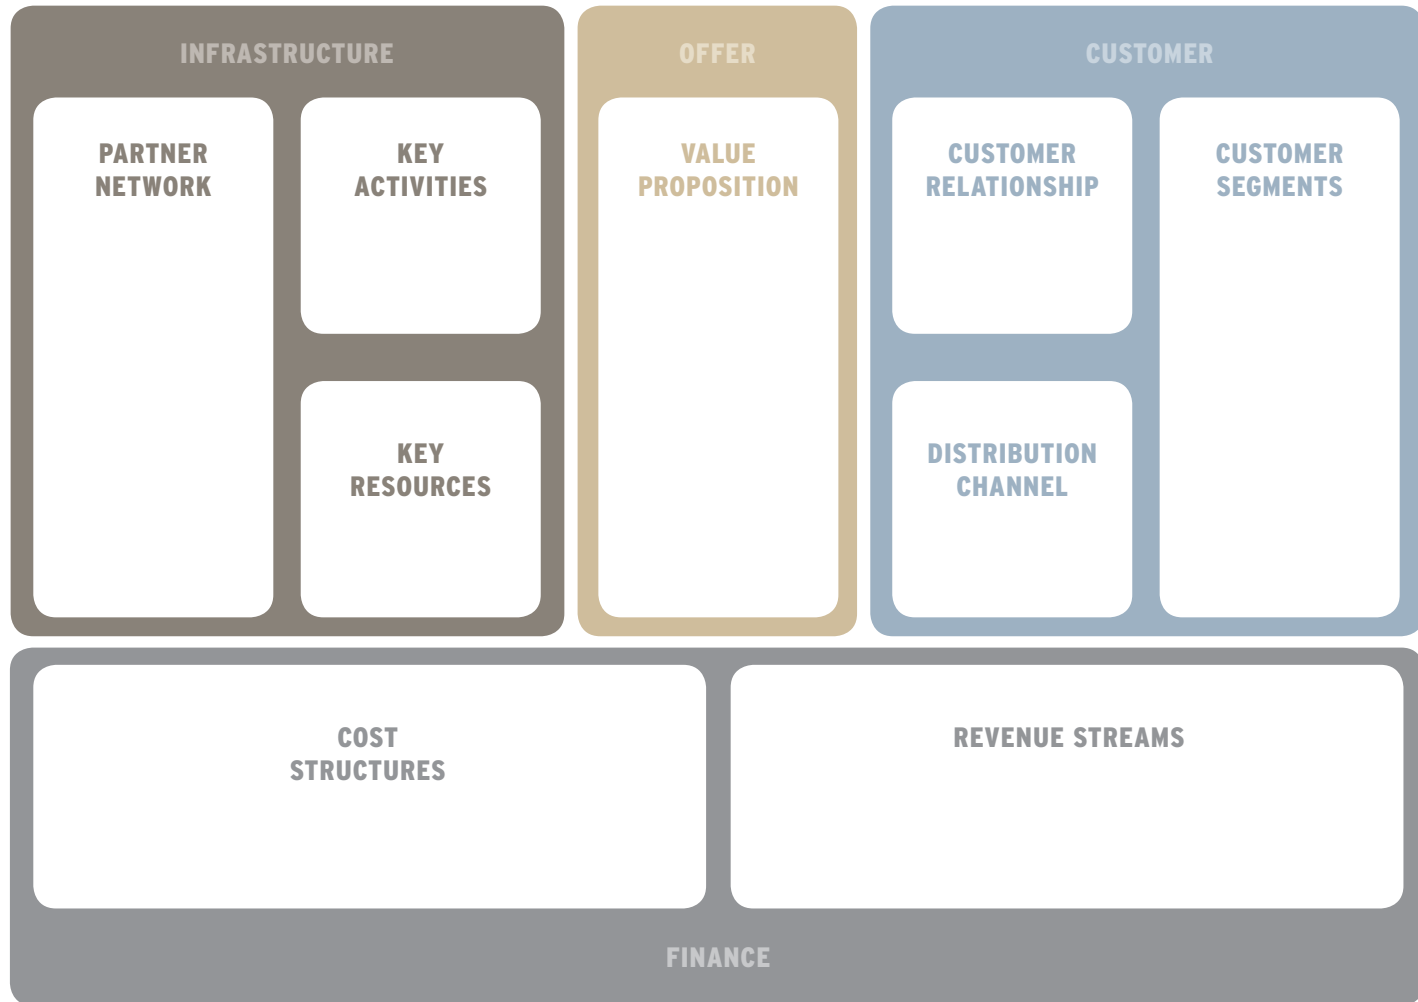 INFRASTRUCTURE
PARTNER
NETWORK
KEY
ACTIVITIES
KEY
RESOURCES
OFFER
VALUE
PROPOSITION
CUSTOMER
CUSTOMER
RELATIONSHIP
DISTRIBUTION
CHANNEL
CUSTOMER
SEGMENTS
COST
STRUCTURES
REVENUE STREAMS
FINANCE